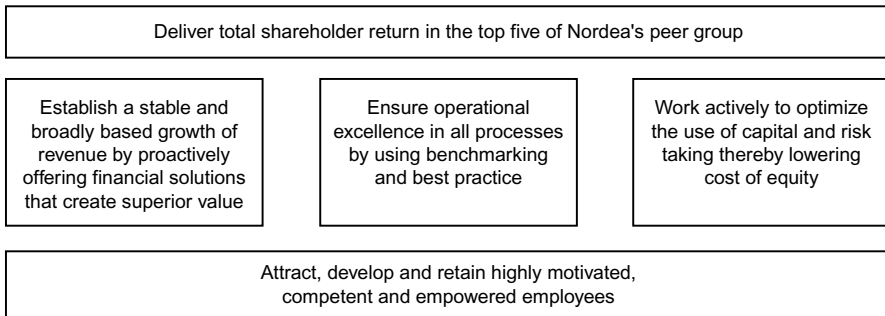 Deliver total shareholder return in the top five of Nordea's peer group
Establish a stable and
broadly based growth of
revenue by proactively
offering financial solutions
that create superior value
Ensure operational
excellence in all processes
by using benchmarking
and best practice
Work actively to optimize
the use of capital and risk
taking thereby lowering
cost of equity
Attract, develop and retain highly motivated,
competent and empowered employees